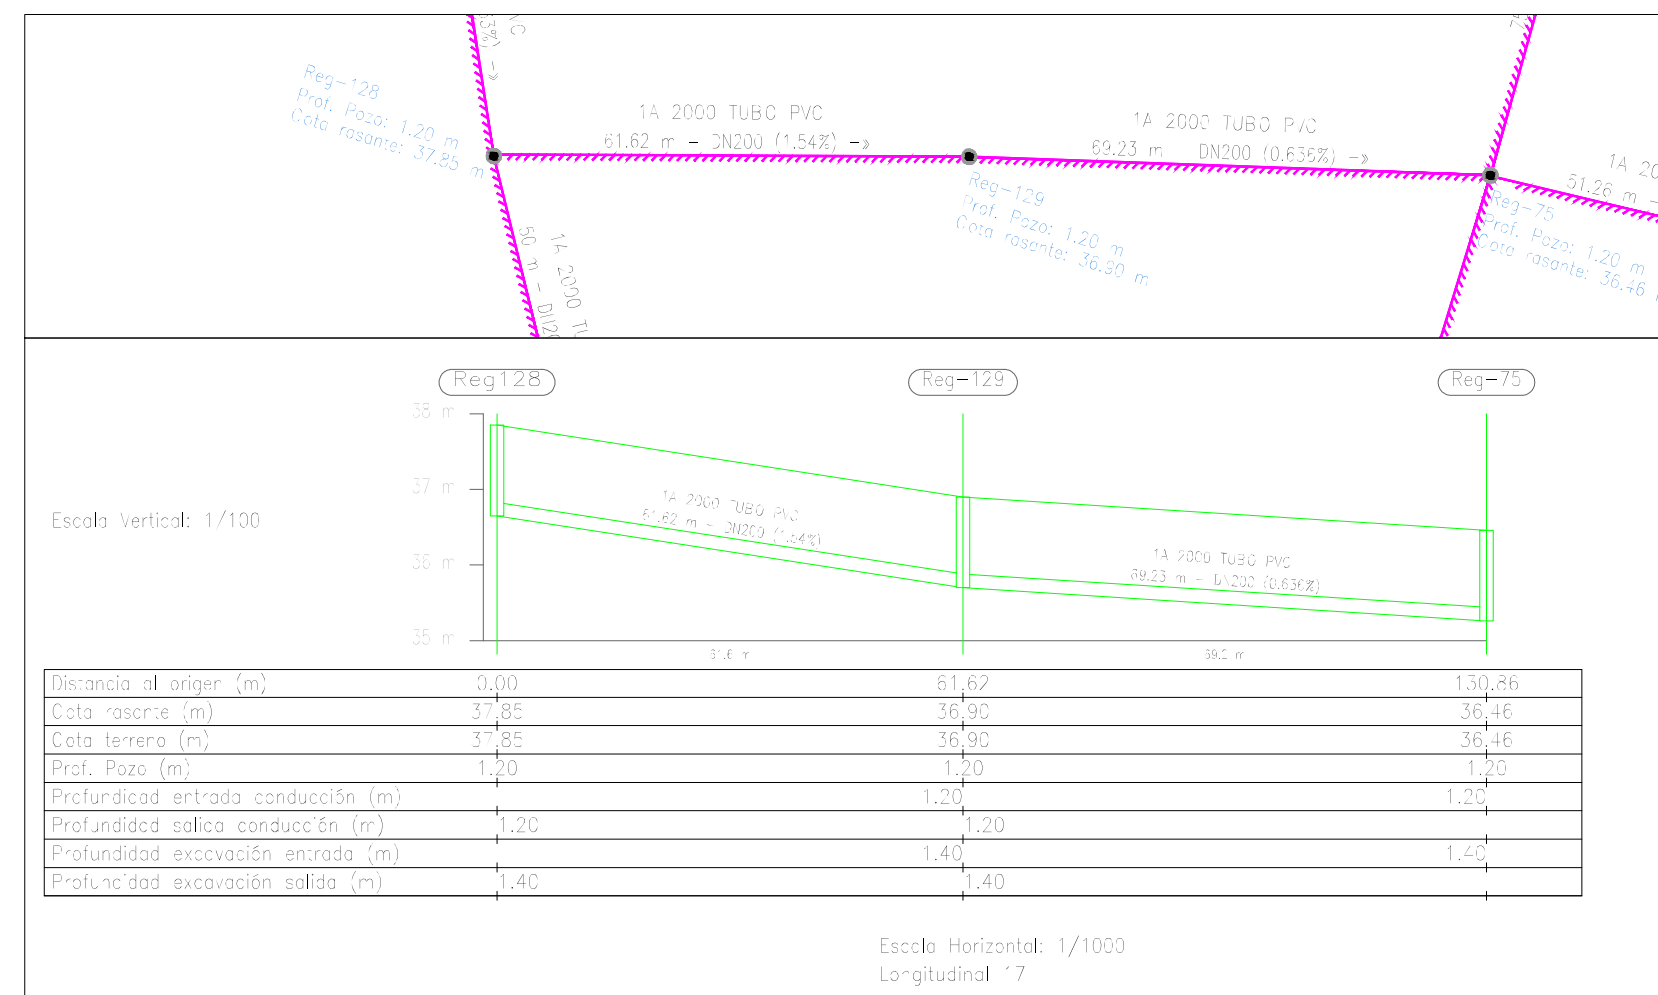 Reg-128
Prof. Pozo: 1.20 m
Cota rasante: 37.85 m
1A 2000 TUBO PVC
61.62 m - DN200 (1.54%) -»
1A 2000 TUBO PVC
69.23 m - DN200 (0.636%) -»
Reg-129
Prof. Pozo: 1.20 m
Cota rasante: 36.90 m
Reg-75
Prof. Pozo: 1.20 m
Cota rasante: 36.46
51.26 m -
1A 2000
50 m -
Reg128
Reg-129
Reg-75
38 m
37 m
36 m
35 m
Escala Vertical: 1/100
1A 2000 TUBO PVC
61.62 m - DN200 (1.54%)
1A 2000 TUBO PVC
69.23 m - DN200 (0.636%)
61.6 m
69.2 m
Distancia al origen (m) 0.00 61.62 130.86
Cota rasante (m) 37.85 36.90 36.46
Cota terreno (m) 37.85 36.90 36.46
Prof. Pozo (m) 1.20 1.20 1.20
Profundidad entrada conducción (m) 1.20 1.20
Profundidad salida conducción (m) 1.20 1.20
Profundidad excavación entrada (m) 1.40 1.40
Profundidad excavación salida (m) 1.40 1.40
Escala Horizontal: 1/1000
Longitudinal 17